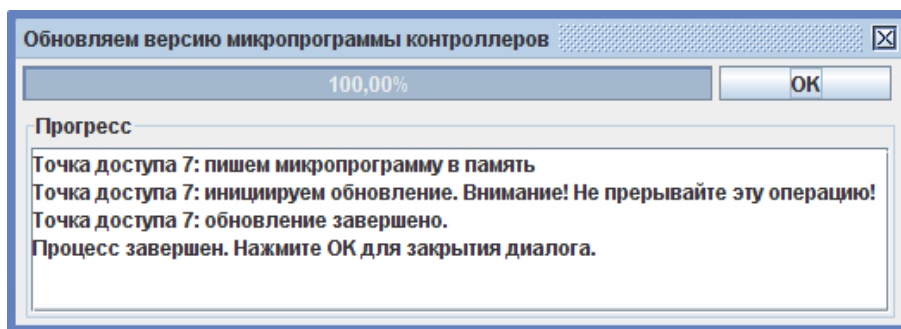 Обновляем версию микропрограммы контроллеров
100,00%
OK
Прогресс
Точка доступа 7: пишем микропрограмму в память
Точка доступа 7: инициируем обновление. Внимание! Не прерывайте эту операцию!
Точка доступа 7: обновление завершено.
Процесс завершен. Нажмите ОК для закрытия диалога.